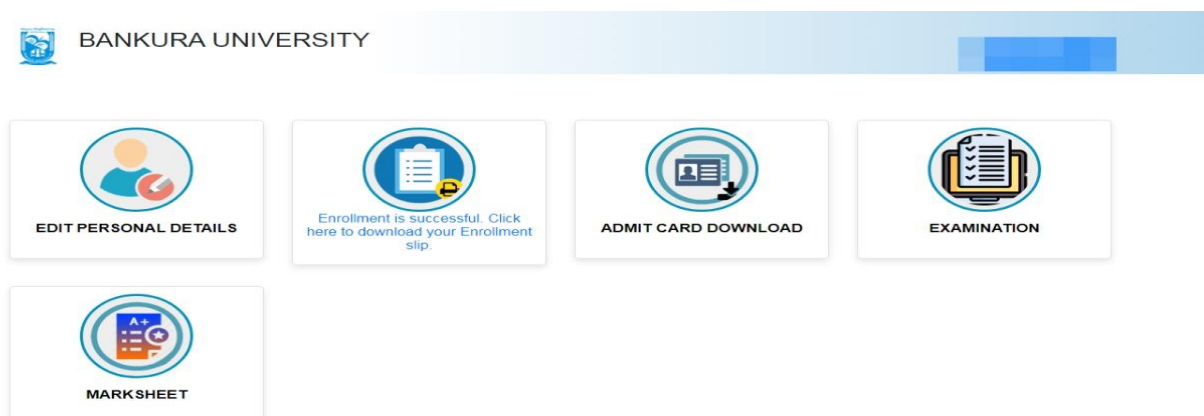 BANKURA UNIVERSITY
EDIT PERSONAL DETAILS
Enrollment is successful. Click
here to download your Enrollment
slip.
ADMIT CARD DOWNLOAD
EXAMINATION
A+
MARKSHEET